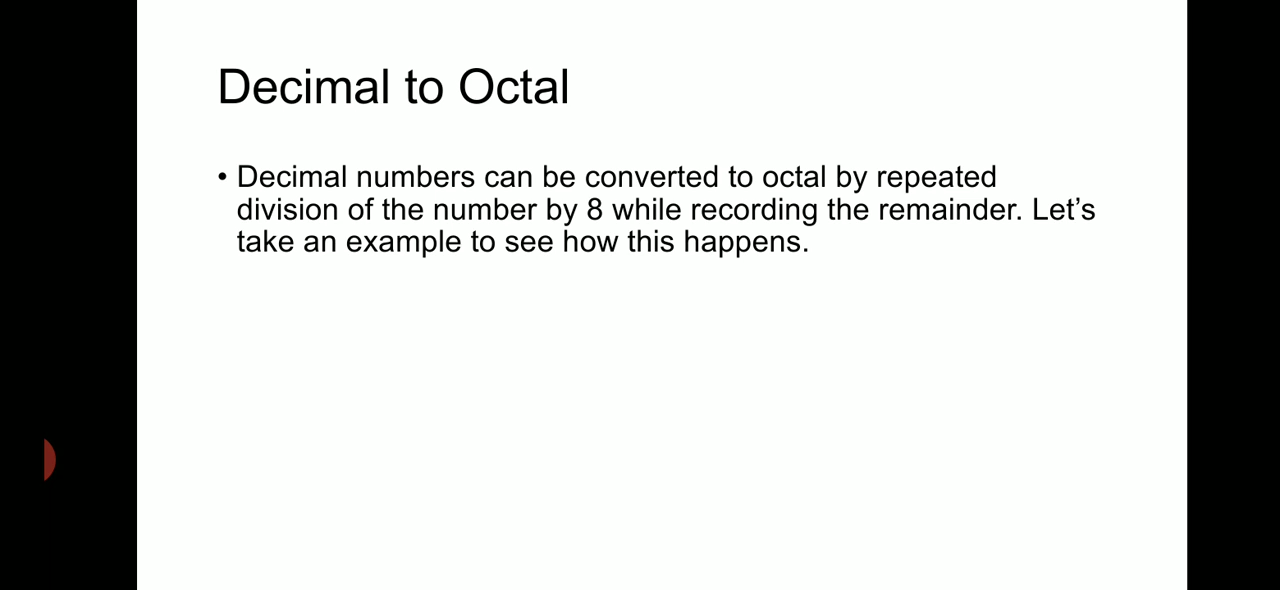 Decimal to Octal
• Decimal numbers can be converted to octal by repeated
division of the number by 8 while recording the remainder. Let’s
take an example to see how this happens.